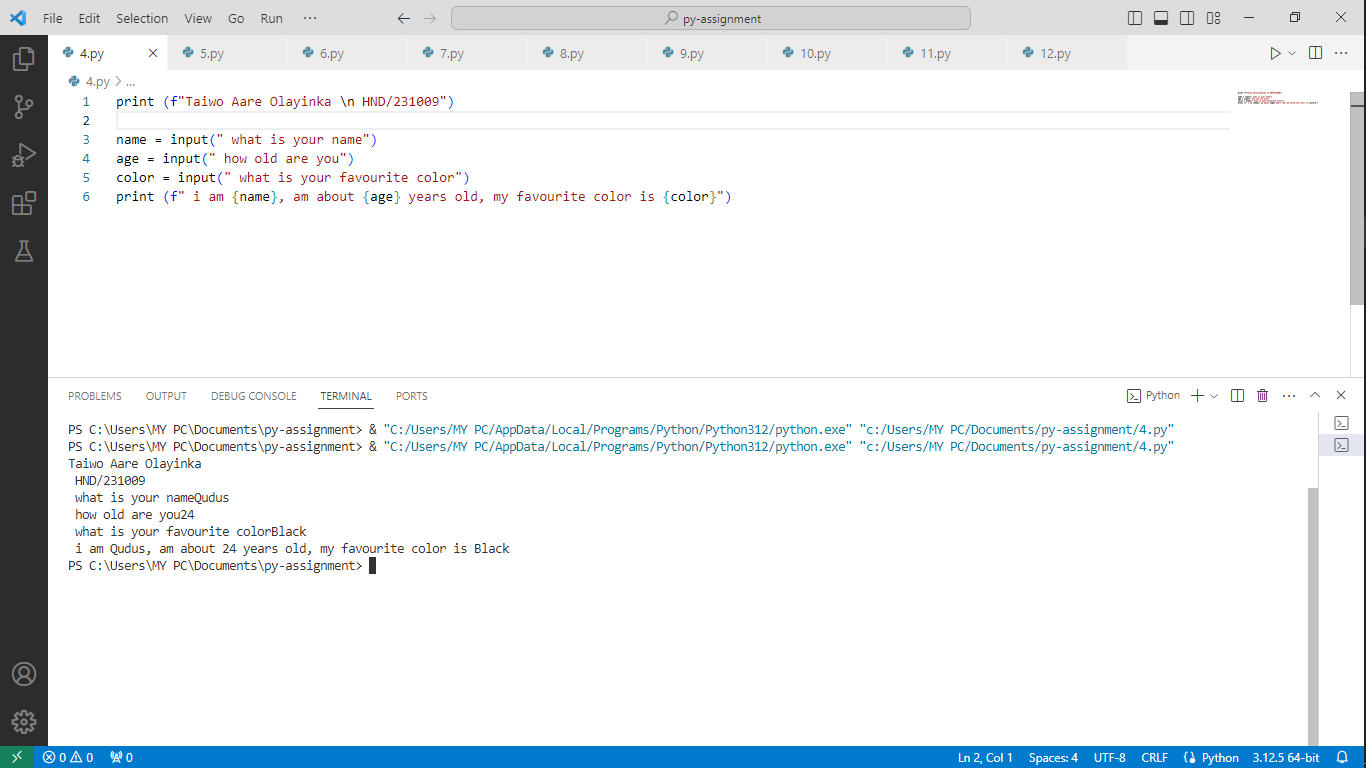 File Edit Selection View Go Run ··· py-assignment
4.py 5.py 6.py 7.py 8.py 9.py 10.py 11.py 12.py
4.py > ...
1 print (f"Taiwo Aare Olayinka \n HND/231009")
2
3 name = input(" what is your name")
4 age = input(" how old are you")
5 color = input(" what is your favourite color")
6 print (f" i am {name}, am about {age} years old, my favourite color is {color}")
PROBLEMS OUTPUT DEBUG CONSOLE TERMINAL PORTS Python
PS C:\Users\MY PC\Documents\py-assignment> & "C:/Users/MY PC/AppData/Local/Programs/Python/Python312/python.exe" "c:/Users/MY PC/Documents/py-assignment/4.py"
PS C:\Users\MY PC\Documents\py-assignment> & "C:/Users/MY PC/AppData/Local/Programs/Python/Python312/python.exe" "c:/Users/MY PC/Documents/py-assignment/4.py"
Taiwo Aare Olayinka
HND/231009
what is your nameQudus
how old are you24
what is your favourite colorBlack
i am Qudus, am about 24 years old, my favourite color is Black
PS C:\Users\MY PC\Documents\py-assignment>
0 0 0 Ln 2, Col 1 Spaces: 4 UTF-8 CRLF Python 3.12.5 64-bit